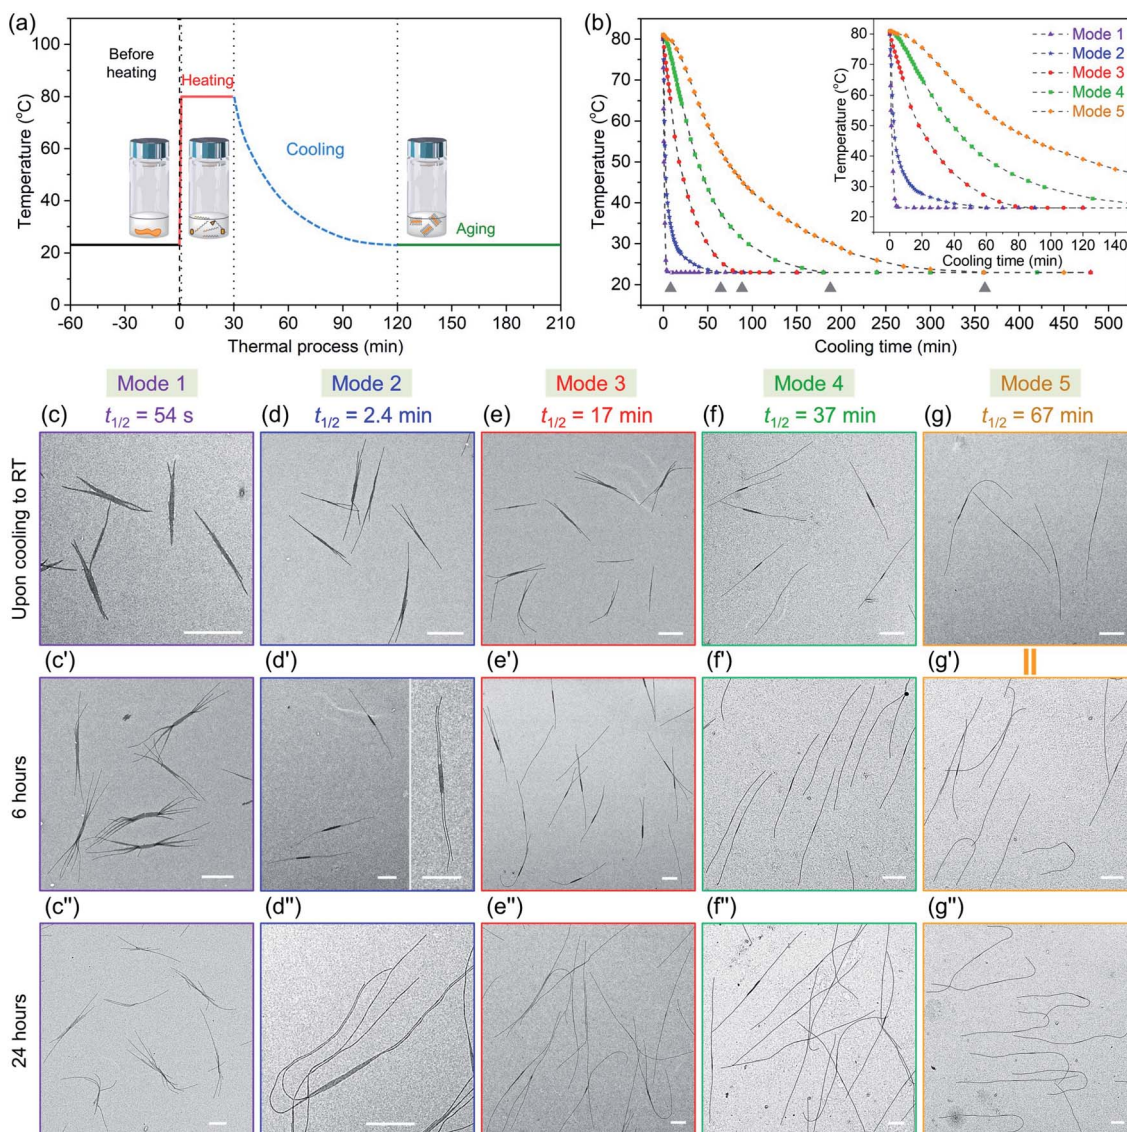 (a)
110
100
80
60
40
20
0
Temperature (°C)
Before
heating
Heating
Cooling
Aging
-60
-30
0
30
60
90
120
150
180
210
Thermal process (min)
(b)
80
70
60
50
40
30
20
Temperature (°C)
0
50
100
150
200
250
300
350
400
450
500
Cooling time (min)
80
70
60
50
40
30
20
Temperature (°C)
0
20
40
60
80
100
120
140
Cooling time (min)
Mode 1
Mode 2
Mode 3
Mode 4
Mode 5
Mode 1
Mode 2
Mode 3
Mode 4
Mode 5
(c) t1/2 = 54 s
(d) t1/2 = 2.4 min
(e) t1/2 = 17 min
(f) t1/2 = 37 min
(g) t1/2 = 67 min
Upon cooling to RT
(c')
(d')
(e')
(f')
(g')
6 hours
(c'')
(d'')
(e'')
(f'')
(g'')
24 hours